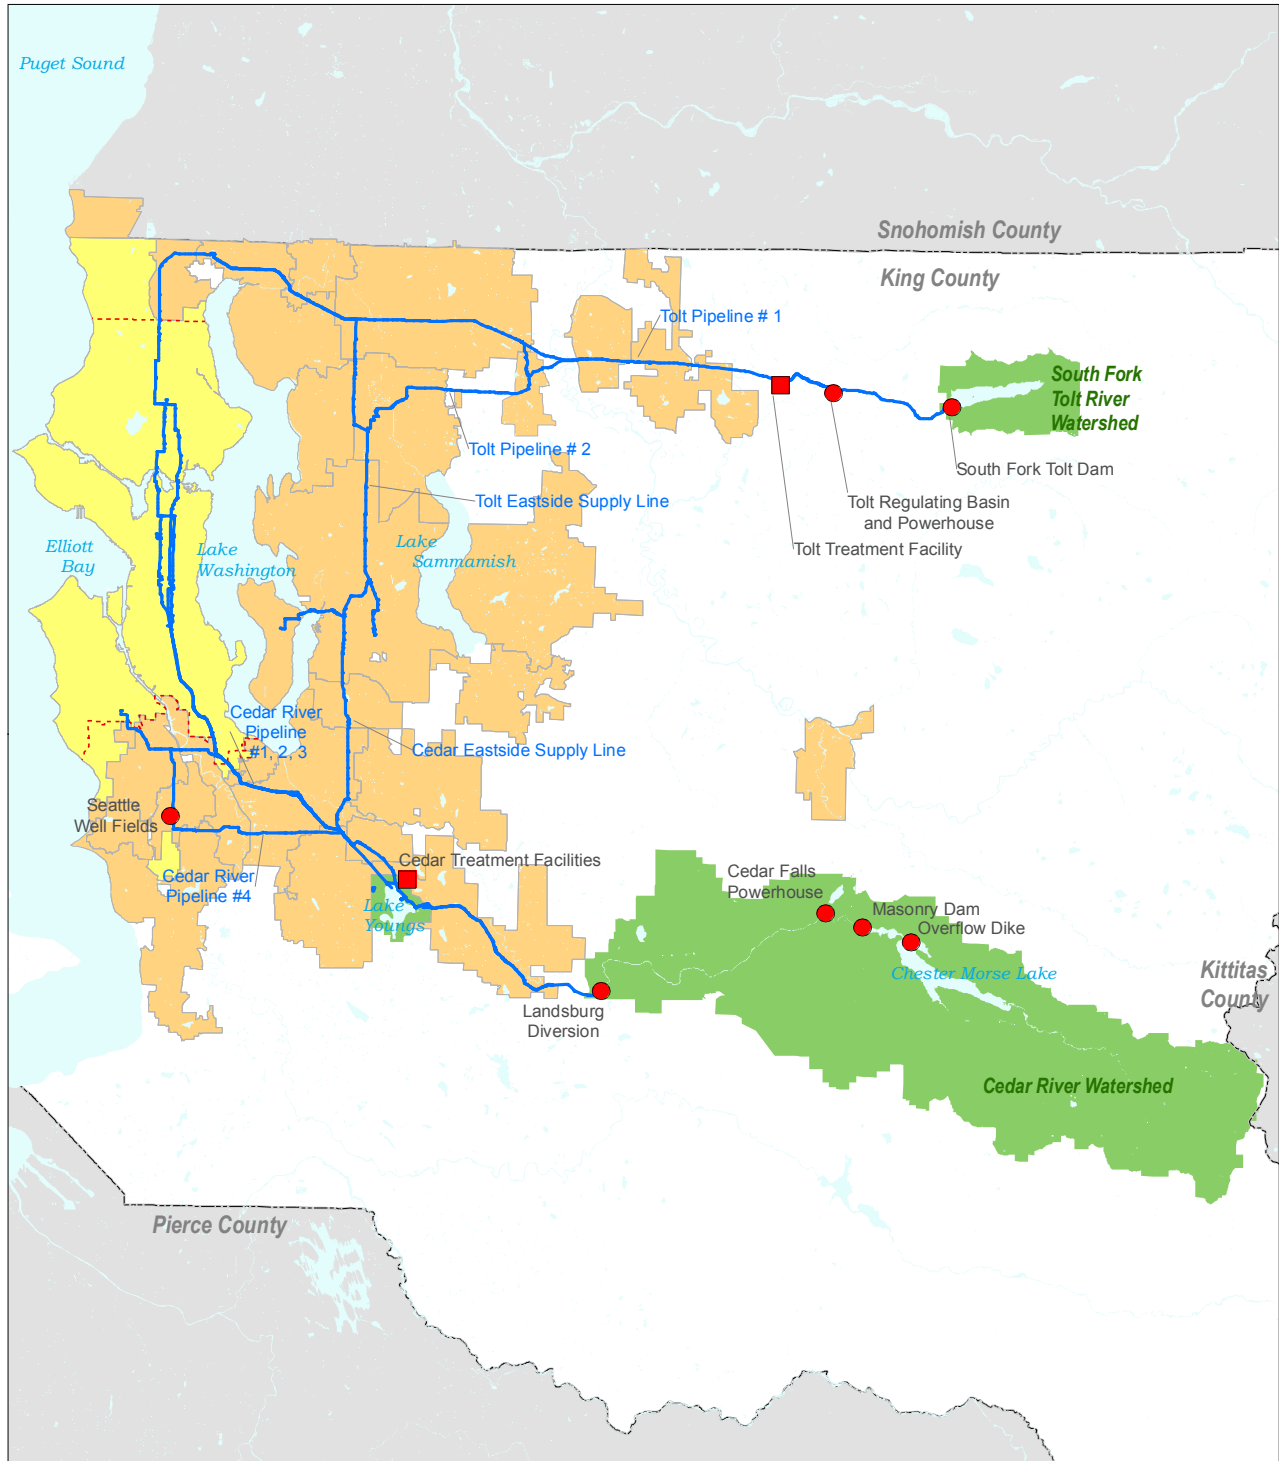 Puget Sound
Snohomish County
King County
Tolt Pipeline # 1
South Fork
Tolt River
Watershed
Tolt Pipeline # 2
South Fork Tolt Dam
Tolt Eastside Supply Line
Tolt Regulating Basin
and Powerhouse
Elliott
Bay
Lake
Washington
Lake
Sammamish
Tolt Treatment Facility
Cedar River
Pipeline
#1, 2, 3
Cedar Eastside Supply Line
Seattle
Well Fields
Cedar Treatment Facilities
Cedar River
Pipeline #4
Lake
Youngs
Cedar Falls
Powerhouse
Masonry Dam
Overflow Dike
Chester Morse Lake
Kittitas
County
Landsburg
Diversion
Cedar River Watershed
Pierce County